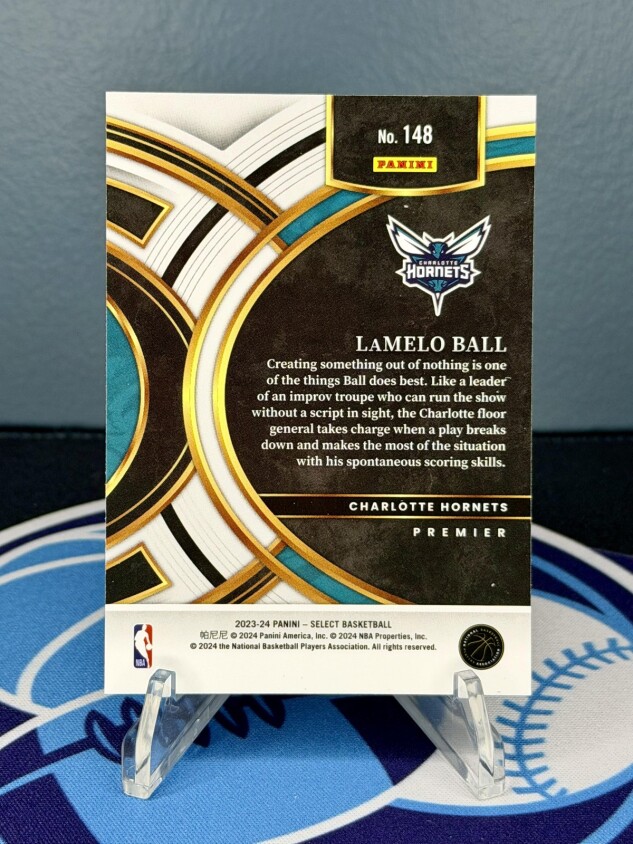 No. 148
PANINI
CHARLOTTE
HORNETS
LAMELO BALL
Creating something out of nothing is one
of the things Ball does best. Like a leader
of an improv troupe who can run the show
without a script in sight, the Charlotte floor
general takes charge when a play breaks
down and makes the most of the situation
with his spontaneous scoring skills.
CHARLOTTE HORNETS
PREMIER
2023-24 PANINI – SELECT BASKETBALL
帕尼尼 © 2024 Panini America, Inc. © 2024 NBA Properties, Inc.
© 2024 the National Basketball Players Association. All rights reserved.
NBA